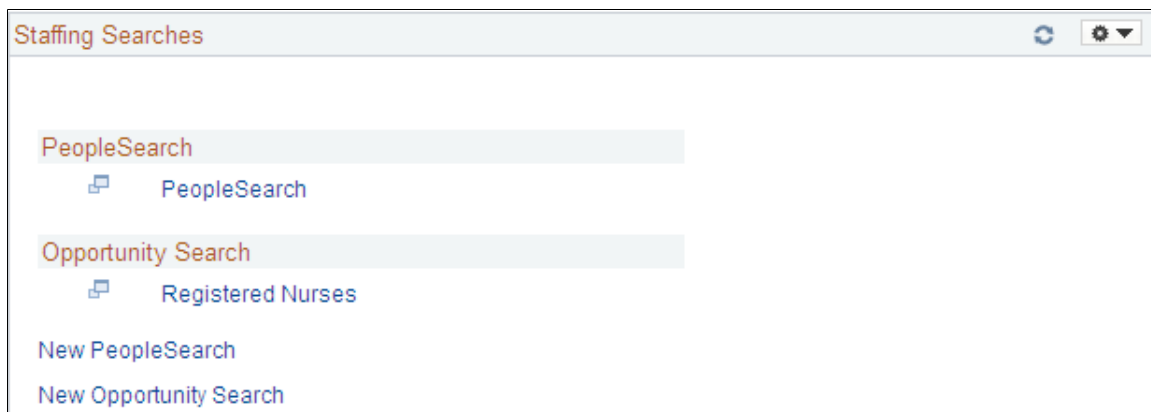 Staffing Searches
PeopleSearch
PeopleSearch
Opportunity Search
Registered Nurses
New PeopleSearch
New Opportunity Search